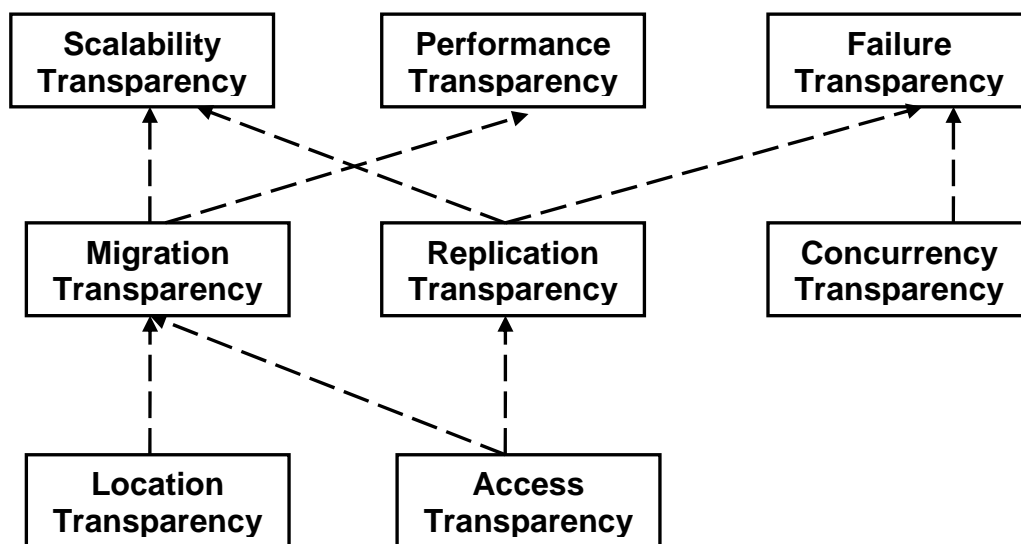 Scalability
Transparency
Performance
Transparency
Failure
Transparency
Migration
Transparency
Replication
Transparency
Concurrency
Transparency
Location
Transparency
Access
Transparency